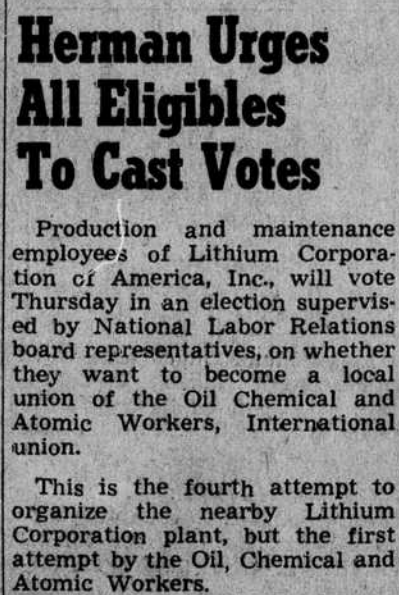 Herman Urges
All Eligibles
To Cast Votes
Production and maintenance
employees of Lithium Corpora-
tion of America, Inc., will vote
Thursday in an election supervis-
ed by National Labor Relations
board representatives, on whether
they want to become a local
union of the Oil Chemical and
Atomic Workers, International
union.
This is the fourth attempt to
organize the nearby Lithium
Corporation plant, but the first
attempt by the Oil, Chemical and
Atomic Workers.